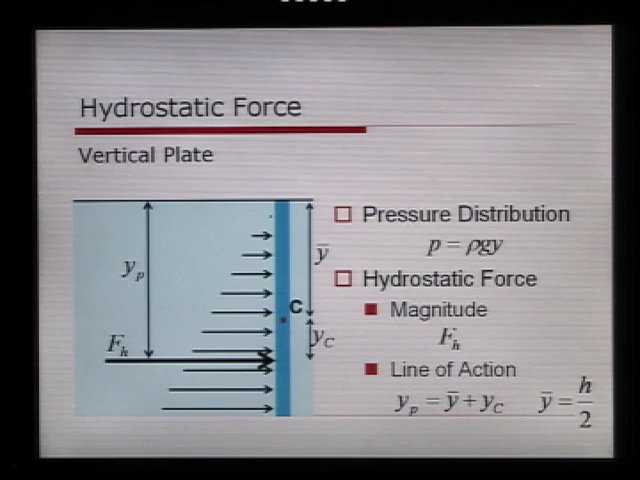 Hydrostatic Force
Vertical Plate
Pressure Distribution
p = ρgy
Hydrostatic Force
Magnitude
F_h
Line of Action
y_p = ȳ + y_C ȳ = h/2
y_p
ȳ
C
y_C
F_h